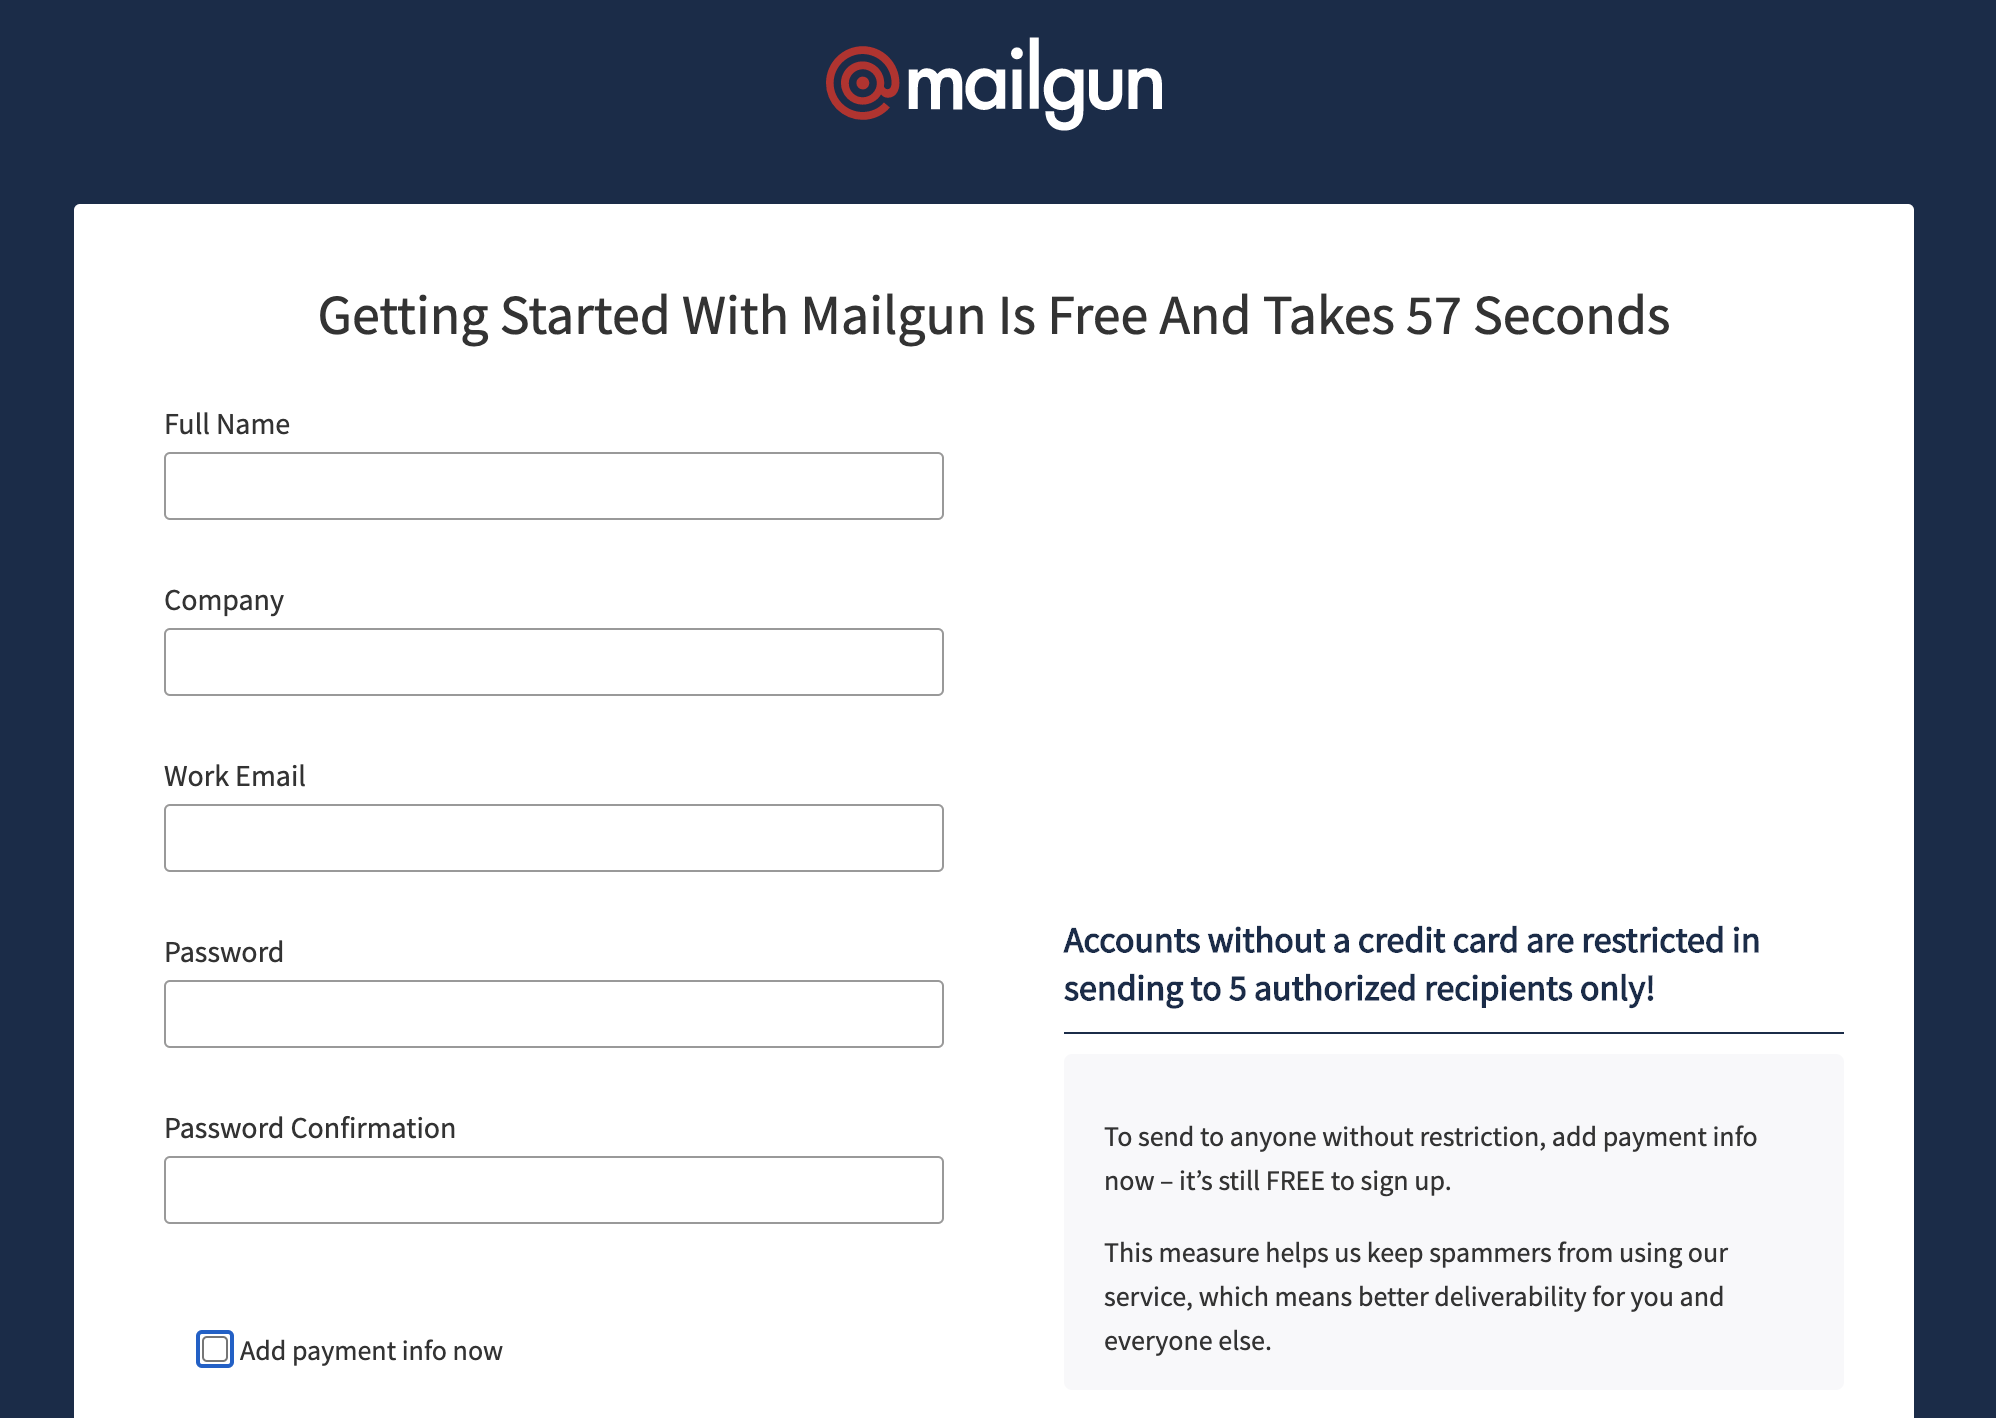 mailgun
Getting Started With Mailgun Is Free And Takes 57 Seconds
Full Name
Company
Work Email
Password
Password Confirmation
Add payment info now
Accounts without a credit card are restricted in
sending to 5 authorized recipients only!
To send to anyone without restriction, add payment info
now – it’s still FREE to sign up.
This measure helps us keep spammers from using our
service, which means better deliverability for you and
everyone else.